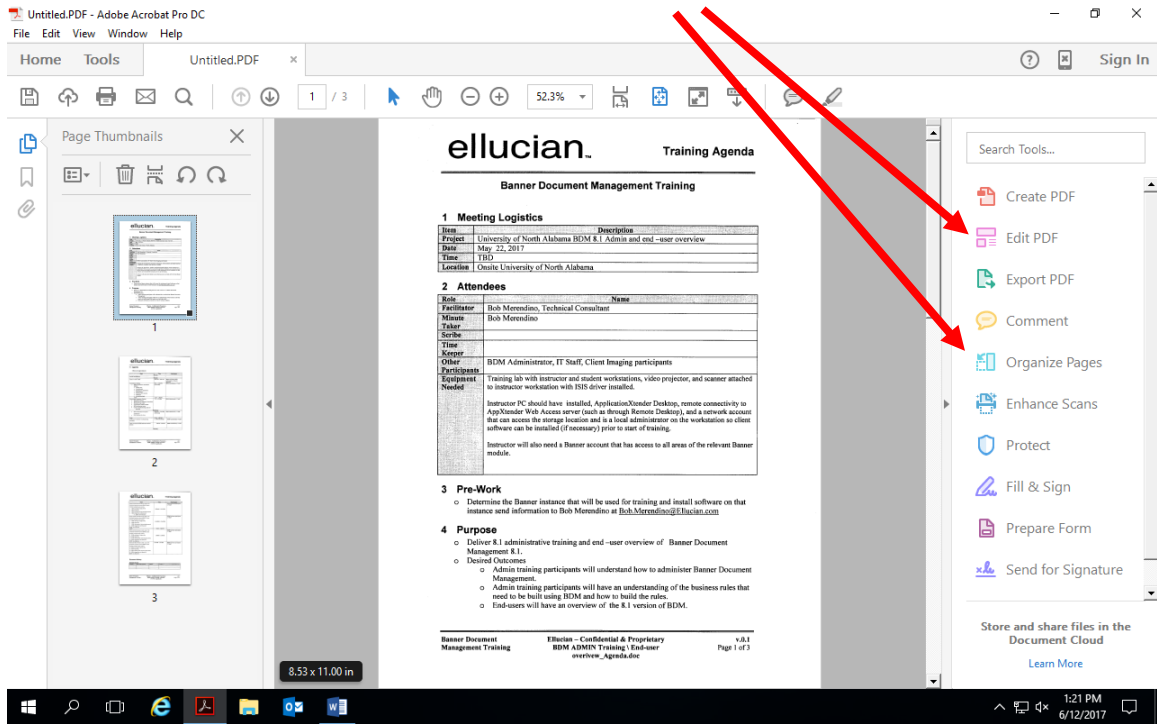 Untitled.PDF - Adobe Acrobat Pro DC
File Edit View Window Help
Home Tools Untitled.PDF × Sign In
1 / 3 52.3%
Page Thumbnails
1
2
3
ellucian™ Training Agenda
Banner Document Management Training
1 Meeting Logistics
Item Description
Project University of North Alabama BDM 8.1 Admin and end –user overview
Date May 22, 2017
Time TBD
Location Onsite University of North Alabama
2 Attendees
Role Name
Facilitator Bob Merendino, Technical Consultant
Minute Bob Merendino
Taker
Scribe
Time
Keeper
Other BDM Administrator, IT Staff, Client Imaging participants
Participants
Equipment Training lab with instructor and student workstations, video projector, and scanner attached
Needed to instructor workstation with ISIS driver installed.
Instructor PC should have installed, ApplicationXtender Desktop, remote connectivity to
AppXtender Web Access server (such as through Remote Desktop), and a network account
that can access the storage location and is a local administrator on the workstation so client
software can be installed (if necessary) prior to start of training.
Instructor will also need a Banner account that has access to all areas of the relevant Banner
module.
3 Pre-Work
o Determine the Banner instance that will be used for training and install software on that
instance send information to Bob Merendino at Bob.Merendino@Ellucian.com
4 Purpose
o Deliver 8.1 administrative training and end –user overview of Banner Document
Management 8.1.
o Desired Outcomes
o Admin training participants will understand how to administer Banner Document
Management.
o Admin training participants will have an understanding of the business rules that
need to be built using BDM and how to build the rules.
o End-users will have an overview of the 8.1 version of BDM.
Banner Document Ellucian – Confidential & Proprietary v.0.1
Management Training BDM ADMIN Training \ End-user Page 1 of 3
overivew_Agenda.doc
8.53 x 11.00 in
Search Tools...
Create PDF
Edit PDF
Export PDF
Comment
Organize Pages
Enhance Scans
Protect
Fill & Sign
Prepare Form
Send for Signature
Store and share files in the
Document Cloud
Learn More
1:21 PM
6/12/2017